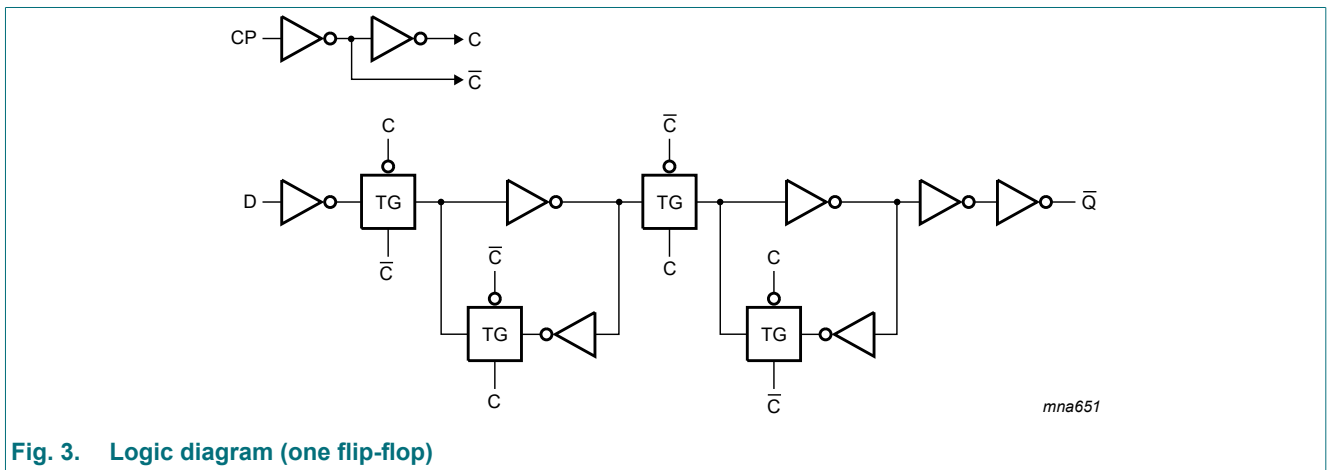 CP
C
C̅
C
C̅
D
TG
TG
Q̅
C̅
C̅
C
C
TG
TG
C
C̅
mna651
Fig. 3. Logic diagram (one flip-flop)